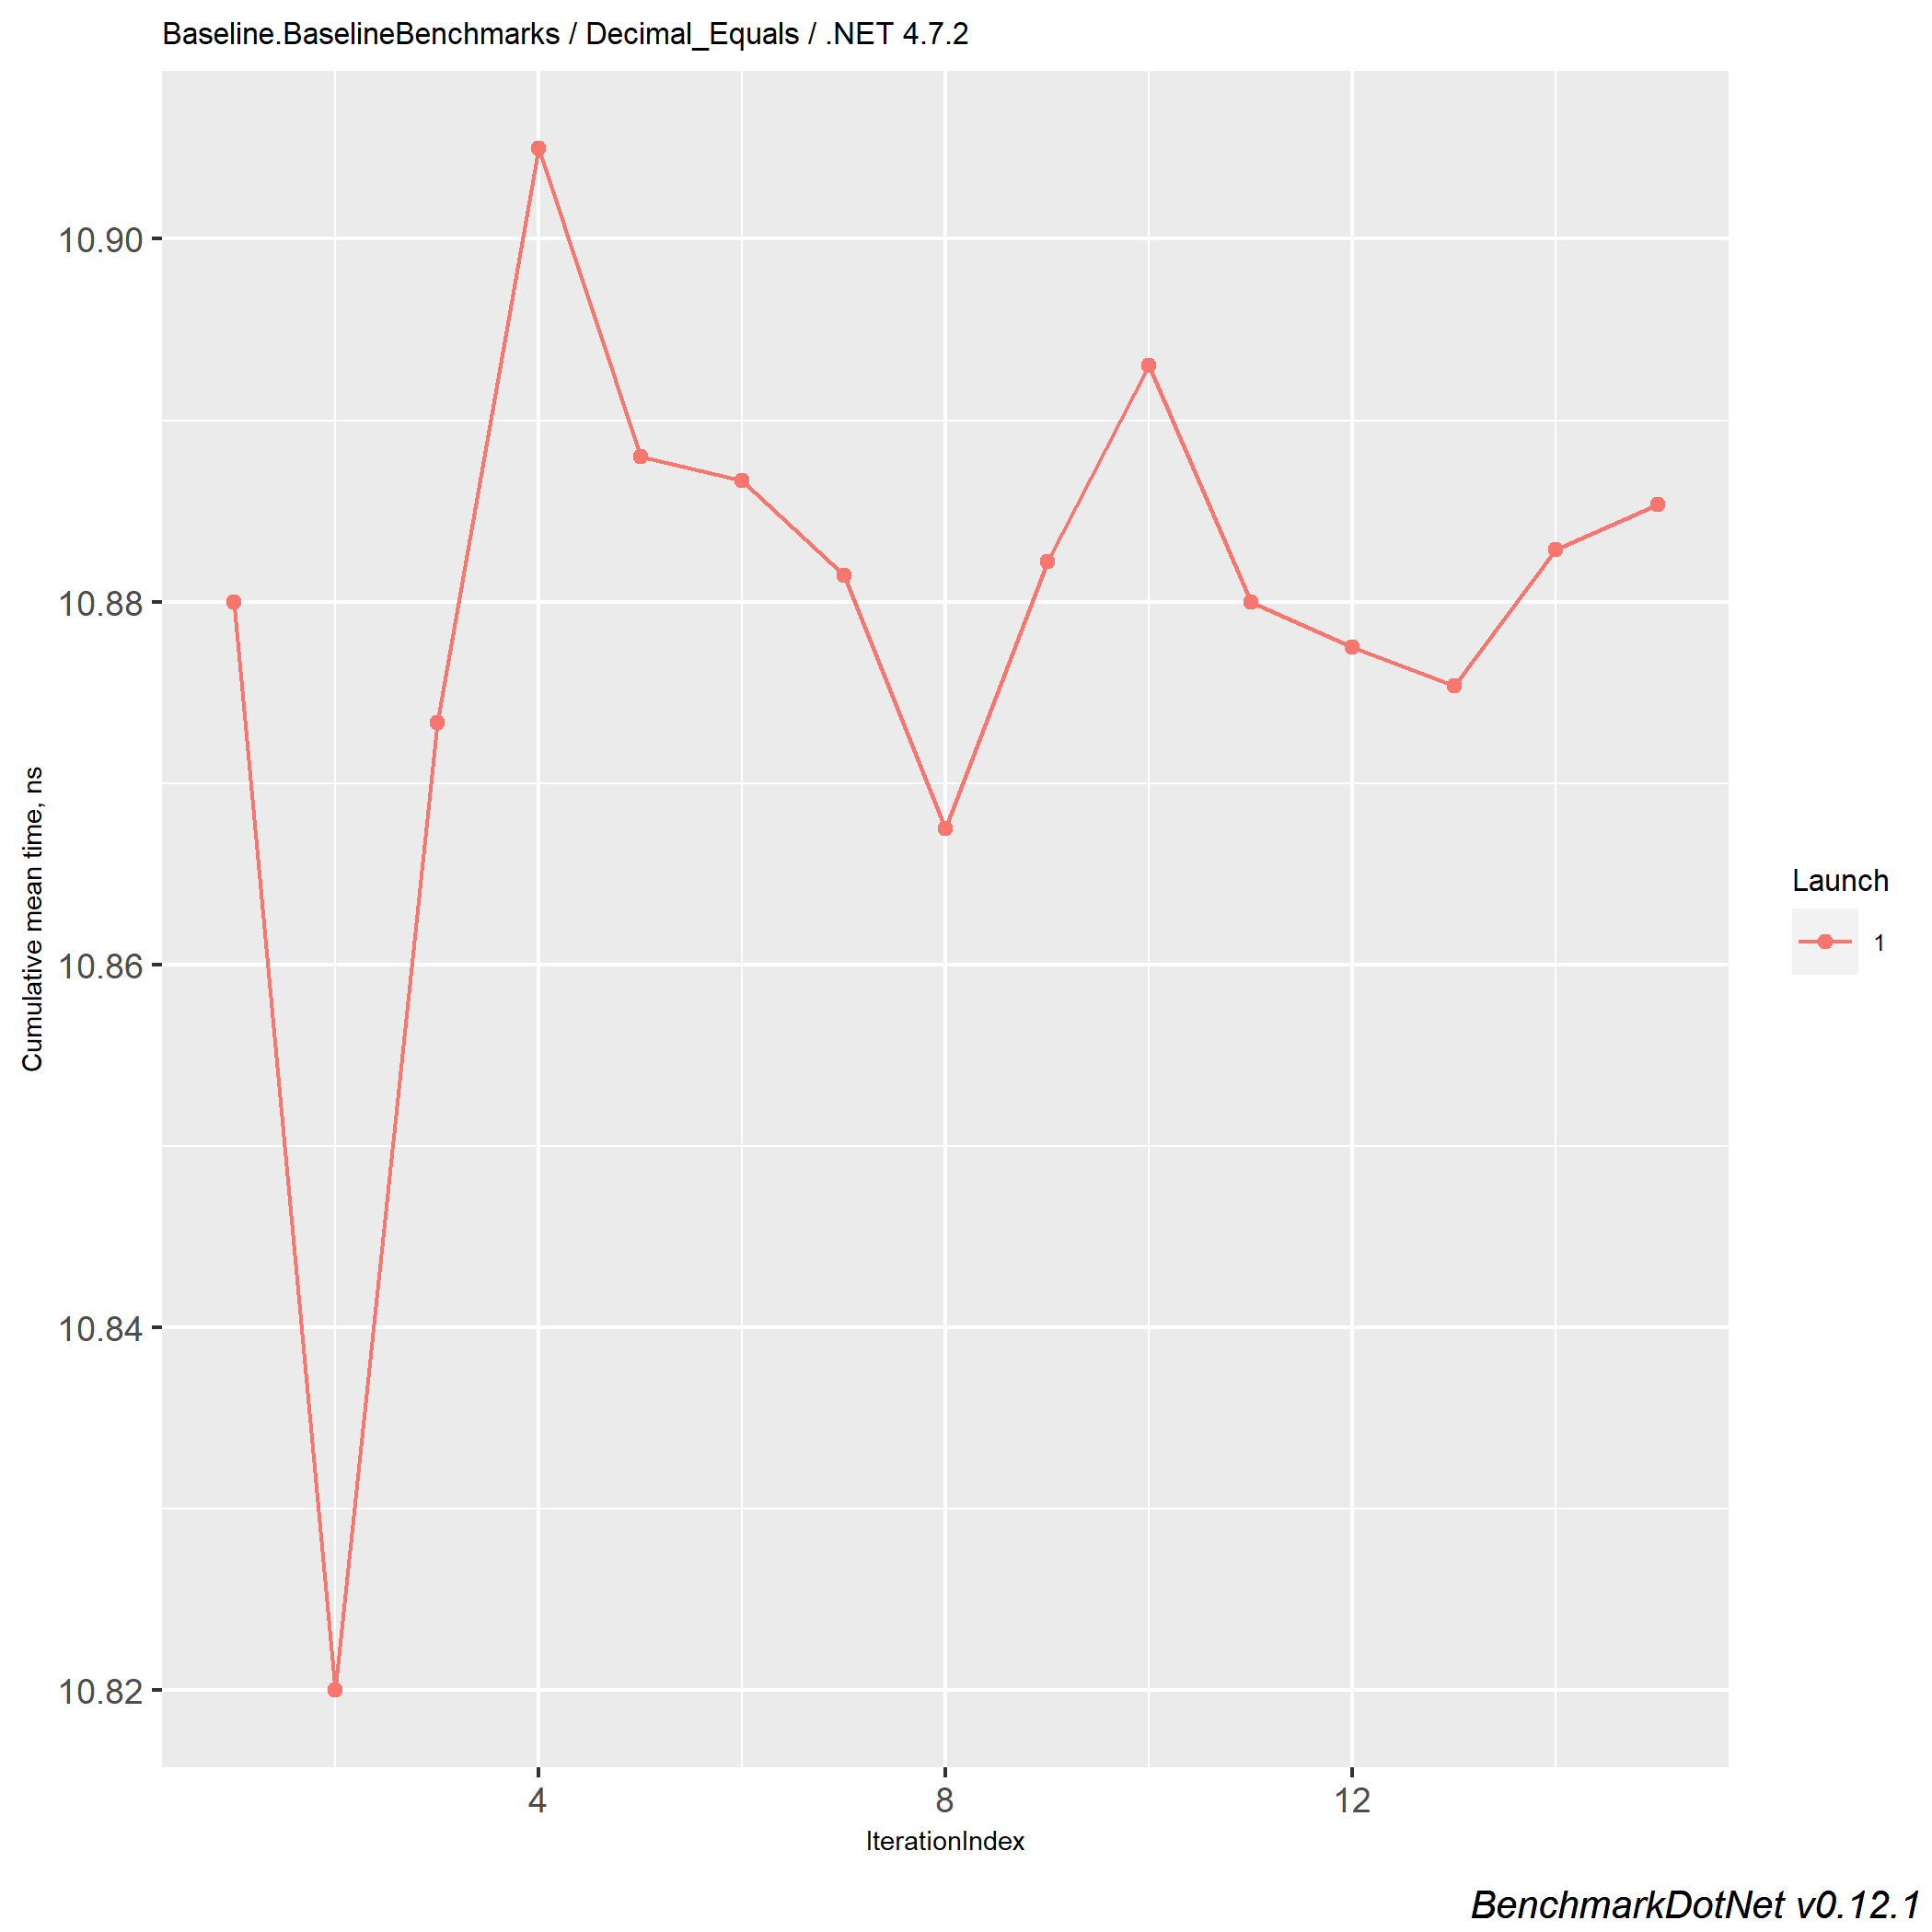 Baseline.BaselineBenchmarks / Decimal_Equals / .NET 4.7.2
10.90
10.88
10.86
10.84
10.82
Cumulative mean time, ns
4
8
12
IterationIndex
Launch
1
BenchmarkDotNet v0.12.1